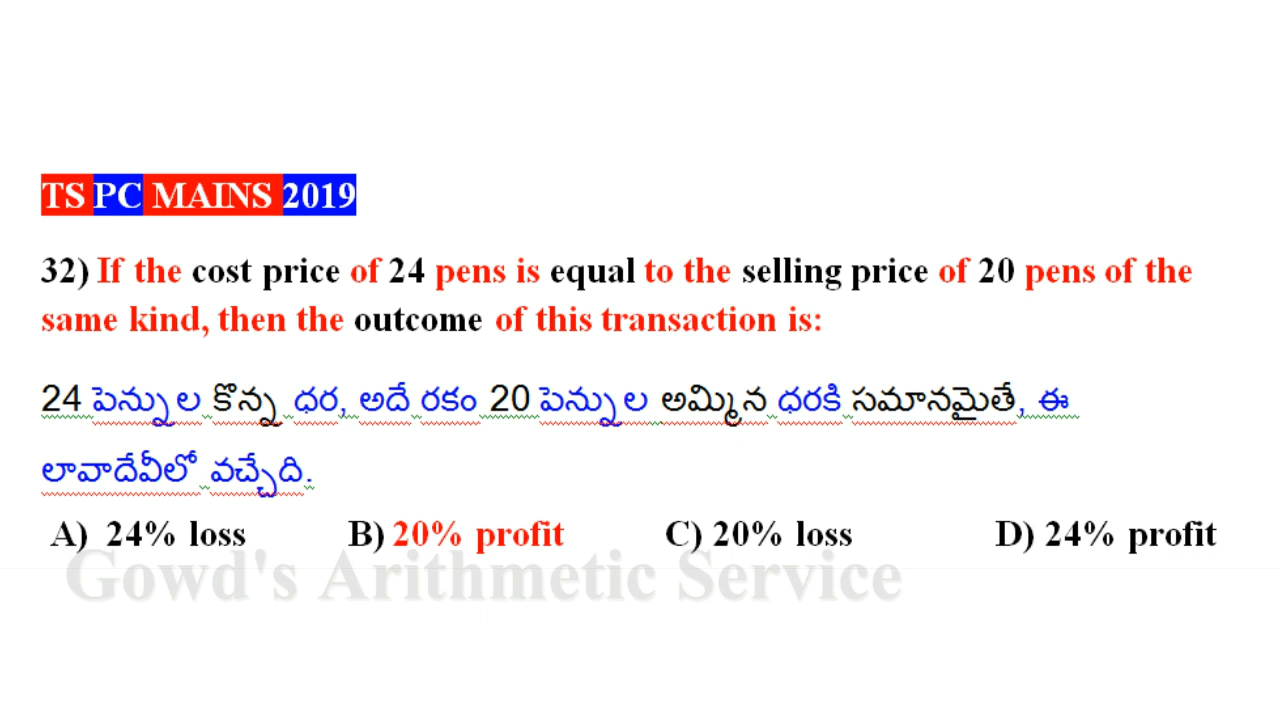 TS PC MAINS 2019
32) If the cost price of 24 pens is equal to the selling price of 20 pens of the
same kind, then the outcome of this transaction is:
24 పెన్నుల కొన్న ధర, అదే రకం 20 పెన్నుల అమ్మిన ధరకి సమానమైతే, ఈ
లావాదేవీలో వచ్చేది.
A) 24% loss B) 20% profit C) 20% loss D) 24% profit
Gowd's Arithmetic Service